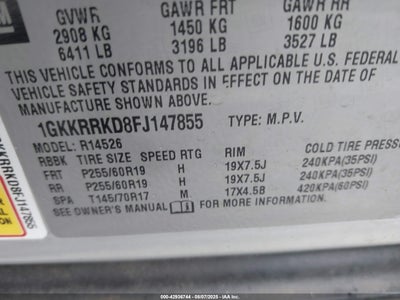 GM
GVWR GAWR FRT GAWR RR
2908 KG 1450 KG 1600 KG
6411 LB 3196 LB 3527 LB
THIS VEHICLE CONFORMS TO ALL APPLICABLE U.S. FEDERAL
VEHICLE SAFETY STANDARDS IN EFFECT ON THE DATE OF
MANUFACTURE SHOWN ABOVE.
1GKKRRKD8FJ147855 TYPE: M.P.V.
MODEL: R14526
RBBK TIRE SIZE SPEED RTG RIM COLD TIRE PRES
FRT P255/60R19 H 19X7.5J 240KPA(35PSI)
RR P255/60R19 H 19X7.5J 240KPA(35PSI)
SPA T145/70R17 M 17X4.5B 420KPA(60PSI)
SEE OWNER'S MANUAL FOR MORE INFORMATION.
GKKRRKD8FJ147855
000-42938744 - 08/07/2025 - IAA Inc.